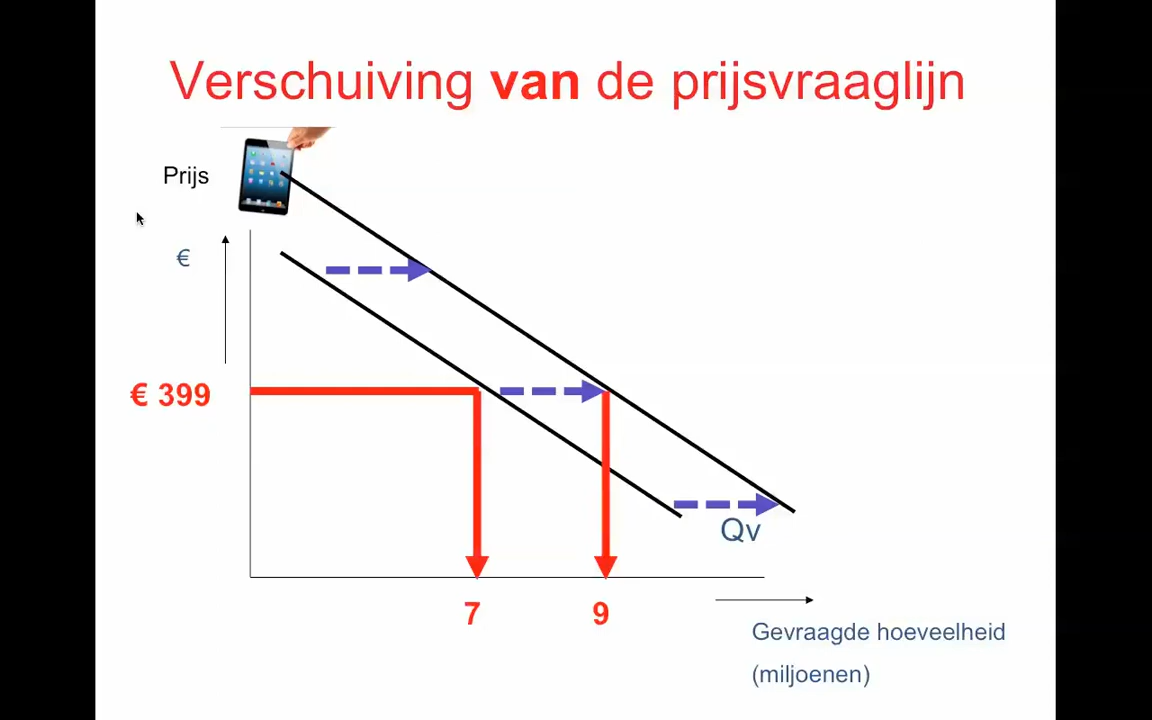 Verschuiving van de prijsvraaglijn
Prijs
€
€ 399
Qv
7
9
Gevraagde hoeveelheid
(miljoenen)